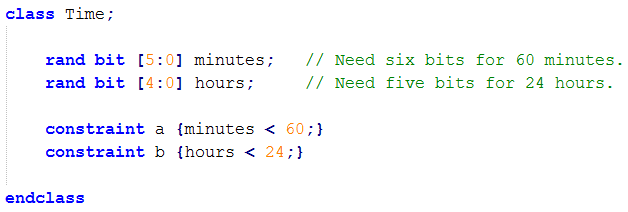 class Time;
rand bit [5:0] minutes;   // Need six bits for 60 minutes.
rand bit [4:0] hours;     // Need five bits for 24 hours.
constraint a {minutes < 60;}
constraint b {hours < 24;}
endclass